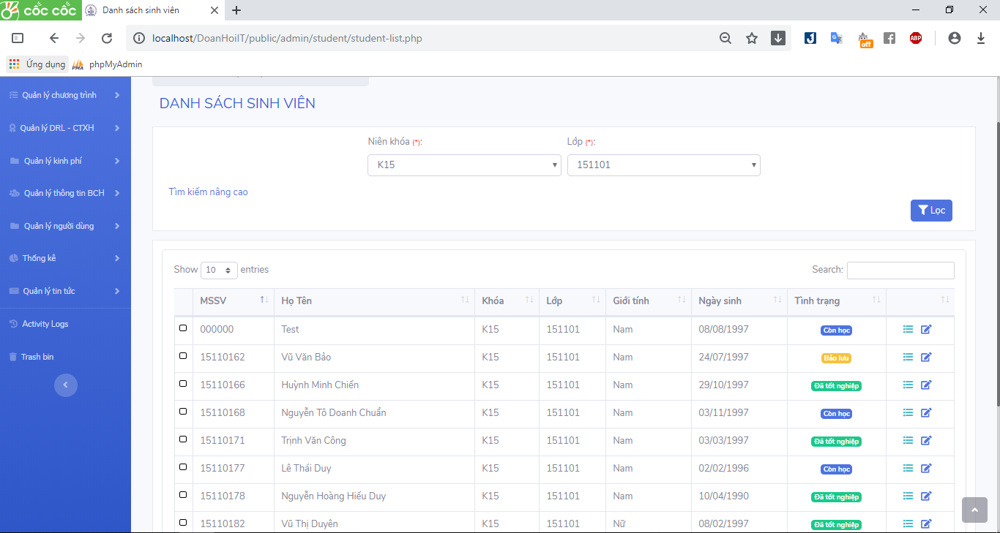 cốc cốc
Danh sách sinh viên
localhost/DoanHoiIT/public/admin/student/student-list.php
off
ABP
Ứng dụng
phpMyAdmin
PMA
Quản lý chương trình
Quản lý DRL - CTXH
Quản lý kinh phí
Quản lý thông tin BCH
Quản lý người dùng
Thống kê
Quản lý tin tức
Activity Logs
Trash bin
DANH SÁCH SINH VIÊN
Niên khóa (*): Lớp (*):
K15 151101
Tìm kiếm nâng cao
Lọc
Show 10 entries Search:
MSSV Họ Tên Khóa Lớp Giới tính Ngày sinh Tình trạng
000000 Test K15 151101 Nam 08/08/1997 Còn học
15110162 Vũ Văn Bảo K15 151101 Nam 24/07/1997 Bảo lưu
15110166 Huỳnh Minh Chiến K15 151101 Nam 29/10/1997 Đã tốt nghiệp
15110168 Nguyễn Tô Doanh Chuẩn K15 151101 Nam 03/11/1997 Còn học
15110171 Trịnh Văn Công K15 151101 Nam 03/03/1997 Đã tốt nghiệp
15110177 Lê Thái Duy K15 151101 Nam 02/02/1996 Còn học
15110178 Nguyễn Hoàng Hiếu Duy K15 151101 Nam 10/04/1990 Đã tốt nghiệp
15110182 Vũ Thị Duyên K15 151101 Nữ 08/02/1997 Đã tốt nghiệp